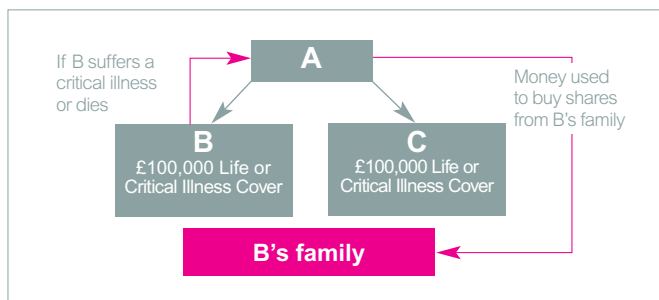 If B suffers a
critical illness
or dies
A
Money used
to buy shares
from B's family
B
£100,000 Life or
Critical Illness Cover
C
£100,000 Life or
Critical Illness Cover
B's family